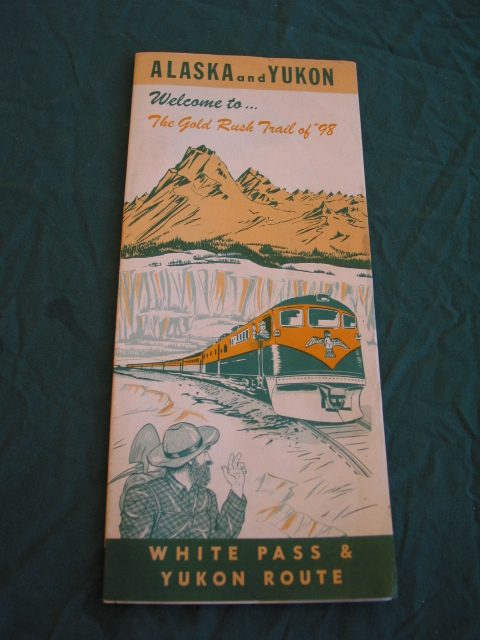 ALASKA and YUKON
Welcome to...
The Gold Rush Trail of '98
WHITE PASS &
YUKON ROUTE